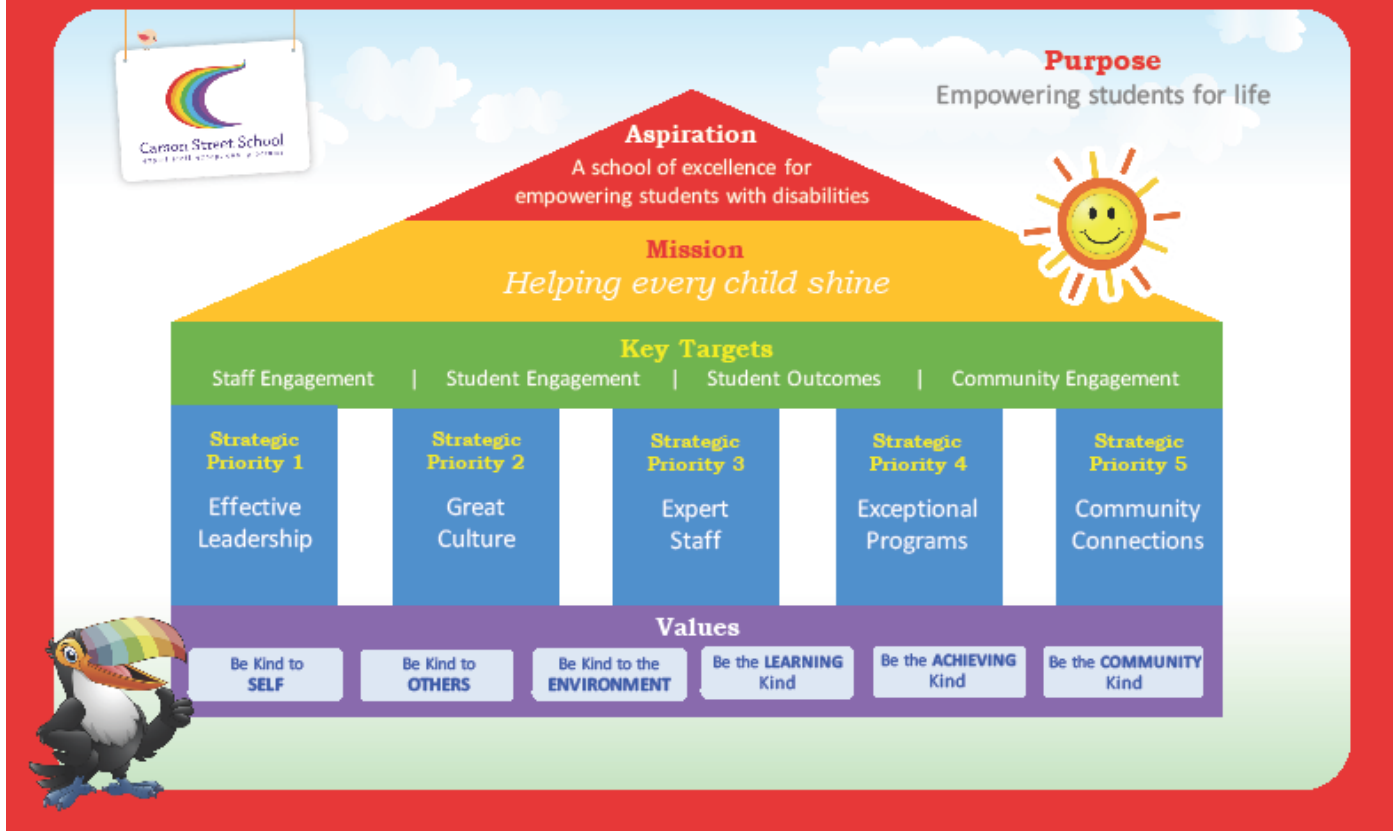 Carson Street School
Purpose
Empowering students for life
Aspiration
A school of excellence for
empowering students with disabilities
Mission
Helping every child shine
Key Targets
Staff Engagement | Student Engagement | Student Outcomes | Community Engagement
Strategic
Priority 1
Effective
Leadership
Strategic
Priority 2
Great
Culture
Strategic
Priority 3
Expert
Staff
Strategic
Priority 4
Exceptional
Programs
Strategic
Priority 5
Community
Connections
Values
Be Kind to
SELF
Be Kind to
OTHERS
Be Kind to the
ENVIRONMENT
Be the LEARNING
Kind
Be the ACHIEVING
Kind
Be the COMMUNITY
Kind